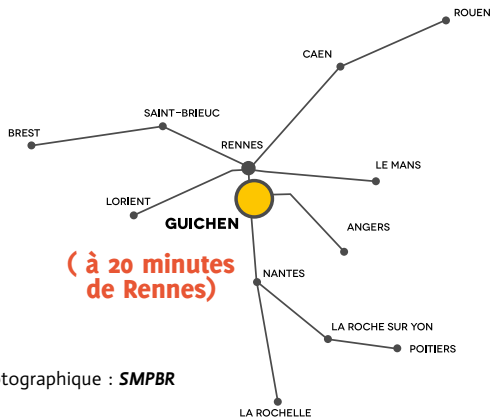 ROUEN
CAEN
SAINT-BRIEUC
BREST
RENNES
LE MANS
LORIENT
GUICHEN
ANGERS
( à 20 minutes
de Rennes)
NANTES
LA ROCHE SUR YON
POITIERS
tographique : SMPBR
LA ROCHELLE